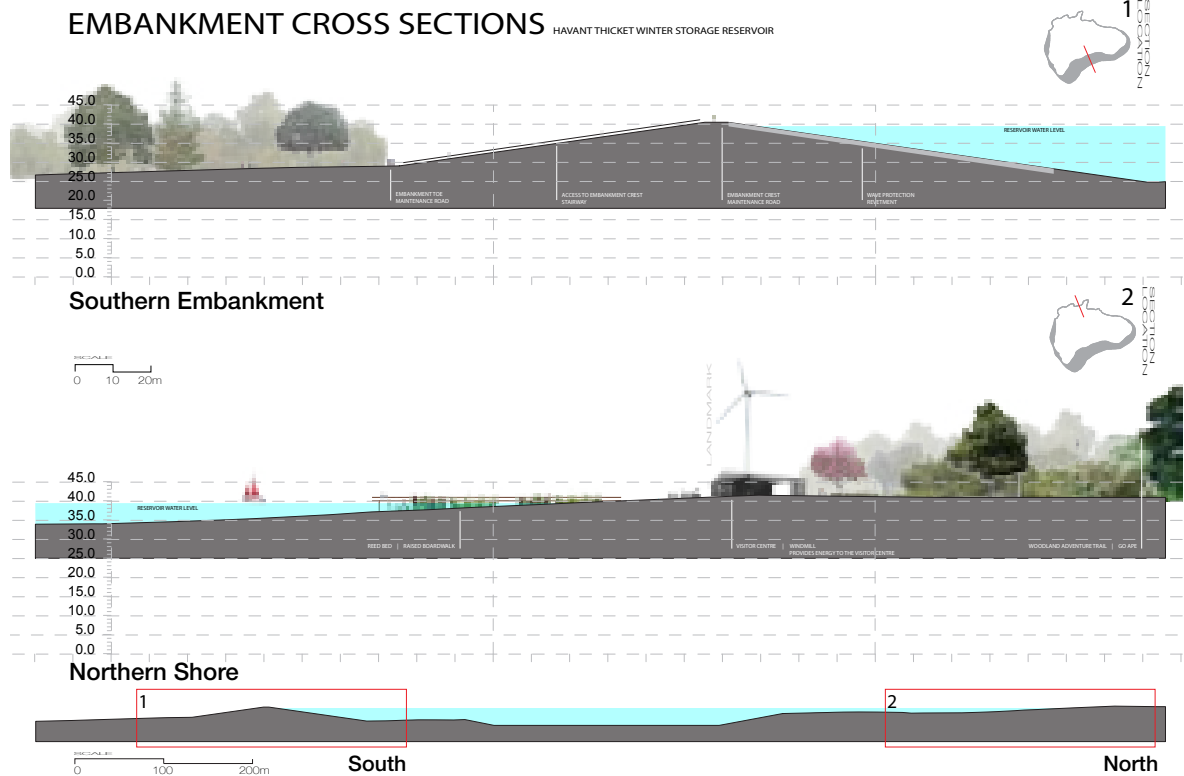 EMBANKMENT CROSS SECTIONS HAVANT THICKET WINTER STORAGE RESERVOIR
1
SECTION
LOCATION
45.0
40.0
35.0
30.0
25.0
20.0
15.0
10.0
5.0
0.0
RESERVOIR WATER LEVEL
EMBANKMENT TOE
MAINTENANCE ROAD
ACCESS TO EMBANKMENT CREST
STAIRWAY
EMBANKMENT CREST
MAINTENANCE ROAD
WAVE PROTECTION
REVETMENT
Southern Embankment
2
SECTION
LOCATION
SCALE
0 10 20m
LANDMARK
45.0
40.0
35.0
30.0
25.0
20.0
15.0
10.0
5.0
0.0
RESERVOIR WATER LEVEL
REED BED | RAISED BOARDWALK
VISITOR CENTRE | WINDMILL
PROVIDES ENERGY TO THE VISITOR CENTRE
WOODLAND ADVENTURE TRAIL | GO APE
Northern Shore
1
2
SCALE
0 100 200m
South
North